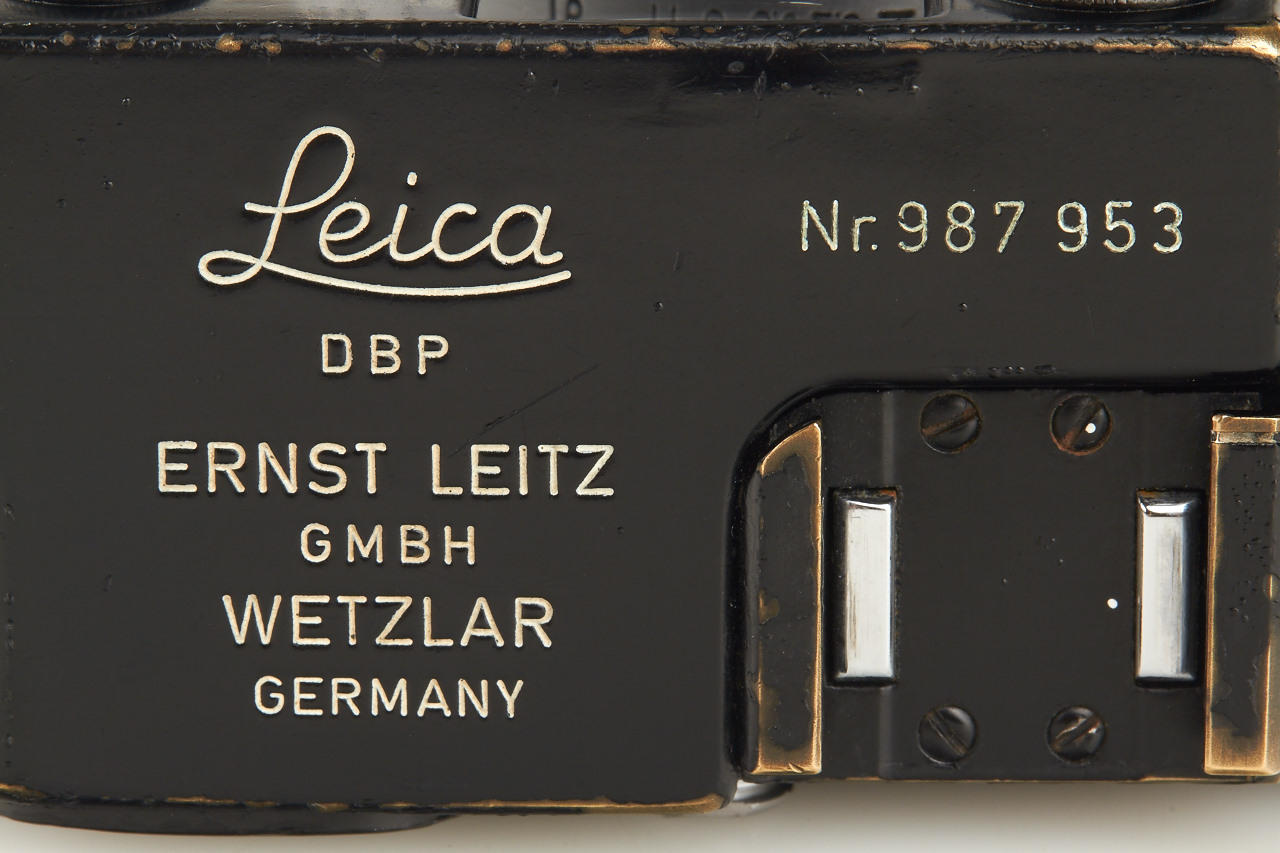 Leica
Nr. 987 953
DBP
ERNST LEITZ
GMBH
WETZLAR
GERMANY